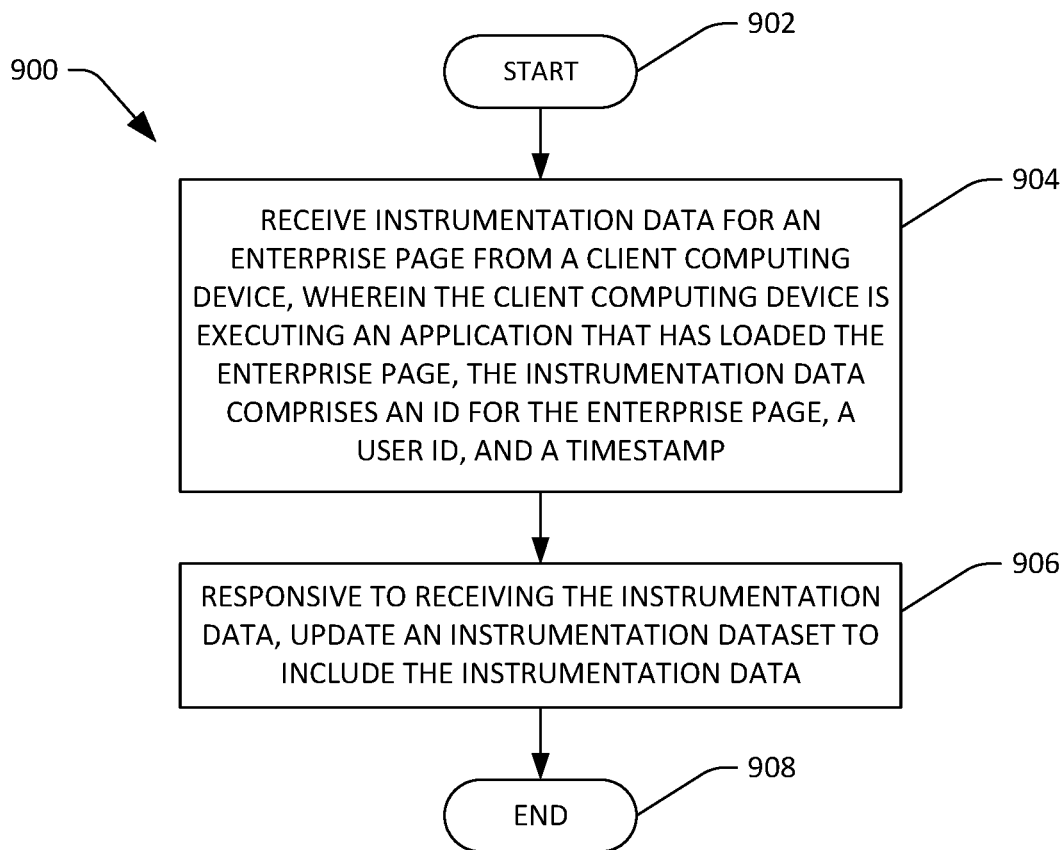 902
START
900
904
RECEIVE INSTRUMENTATION DATA FOR AN
ENTERPRISE PAGE FROM A CLIENT COMPUTING
DEVICE, WHEREIN THE CLIENT COMPUTING DEVICE IS
EXECUTING AN APPLICATION THAT HAS LOADED THE
ENTERPRISE PAGE, THE INSTRUMENTATION DATA
COMPRISES AN ID FOR THE ENTERPRISE PAGE, A
USER ID, AND A TIMESTAMP
906
RESPONSIVE TO RECEIVING THE INSTRUMENTATION
DATA, UPDATE AN INSTRUMENTATION DATASET TO
INCLUDE THE INSTRUMENTATION DATA
908
END